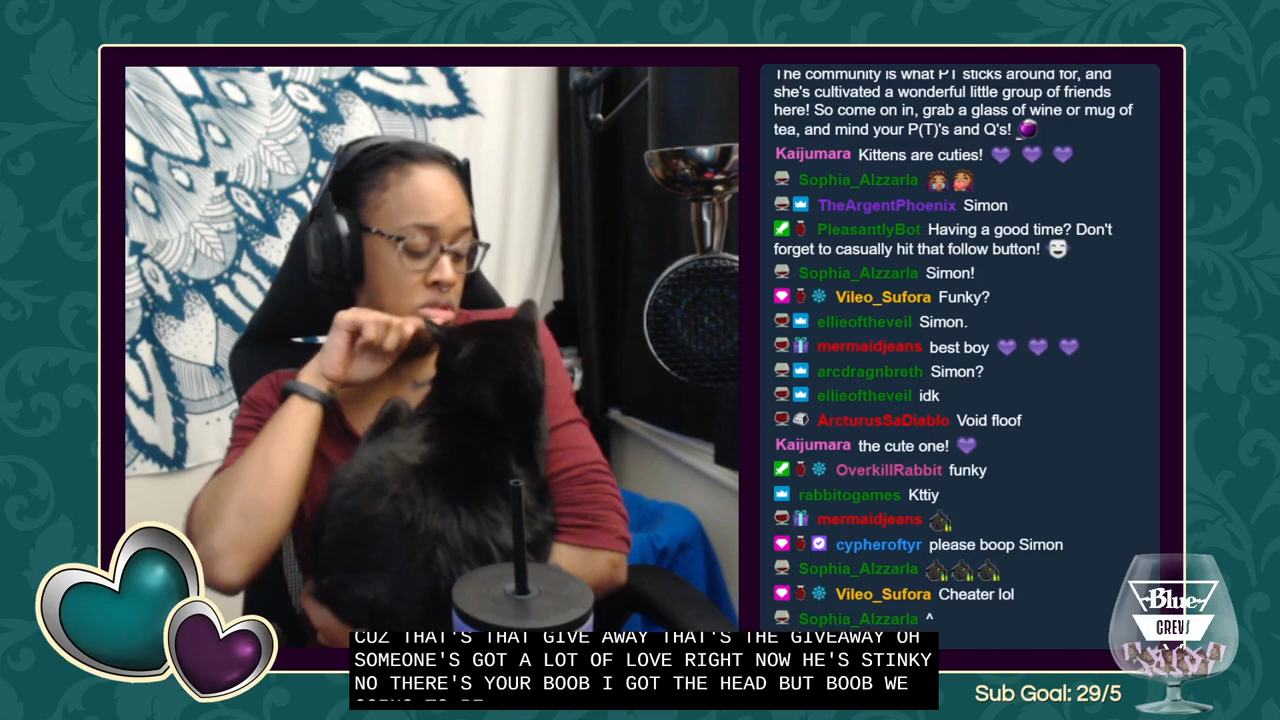 The community is what PT sticks around for, and
she's cultivated a wonderful little group of friends
here! So come on in, grab a glass of wine or mug of
tea, and mind your P(T)'s and Q's!
Kaijumara Kittens are cuties!
Sophia_Alzzarla
TheArgentPhoenix Simon
PleasantlyBot Having a good time? Don't
forget to casually hit that follow button!
Sophia_Alzzarla Simon!
Vileo_Sufora Funky?
ellieoftheveil Simon.
mermaidjeans best boy
arcdragnbreth Simon?
ellieoftheveil idk
ArcturusSaDiablo Void floof
Kaijumara the cute one!
OverkillRabbit funky
rabbitogames Kttiy
mermaidjeans
cypheroftyr please boop Simon
Sophia_Alzzarla
Vileo_Sufora Cheater lol
Sophia_Alzzarla ^
CUZ THAT'S THAT GIVE AWAY THAT'S THE GIVEAWAY OH
SOMEONE'S GOT A LOT OF LOVE RIGHT NOW HE'S STINKY
NO THERE'S YOUR BOOB I GOT THE HEAD BUT BOOB WE
Blue
CREW
Sub Goal: 29/5